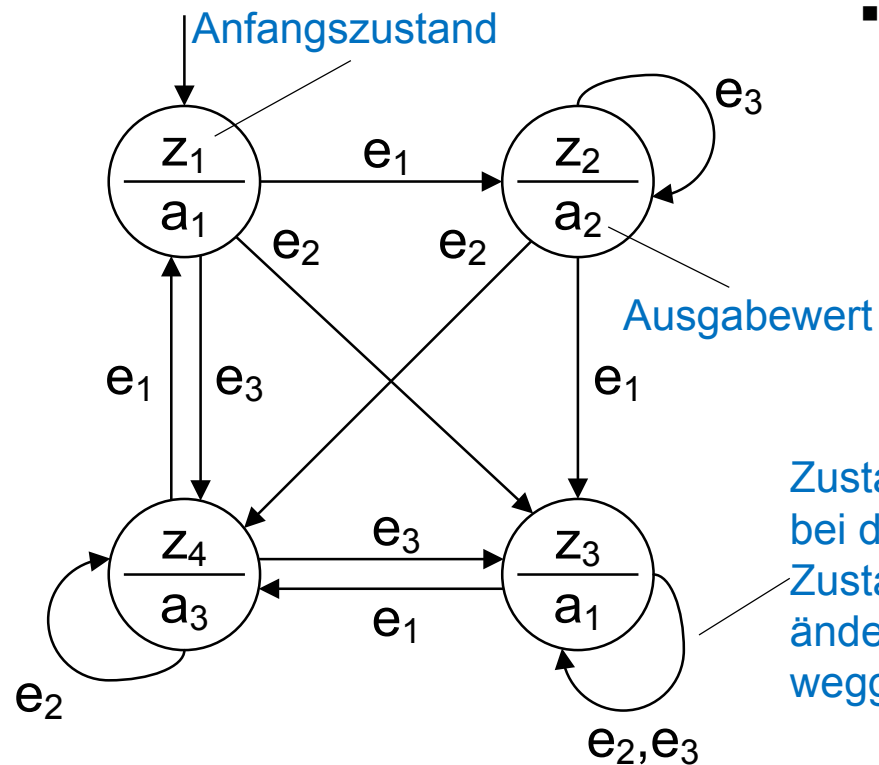 Anfangszustand
z₁
a₁
e₁
z₂
a₂
e₃
e₂
e₂
Ausgabewert
e₁
e₃
e₁
z₄
a₃
e₃
e₁
z₃
a₁
e₂
e₂,e₃
bei